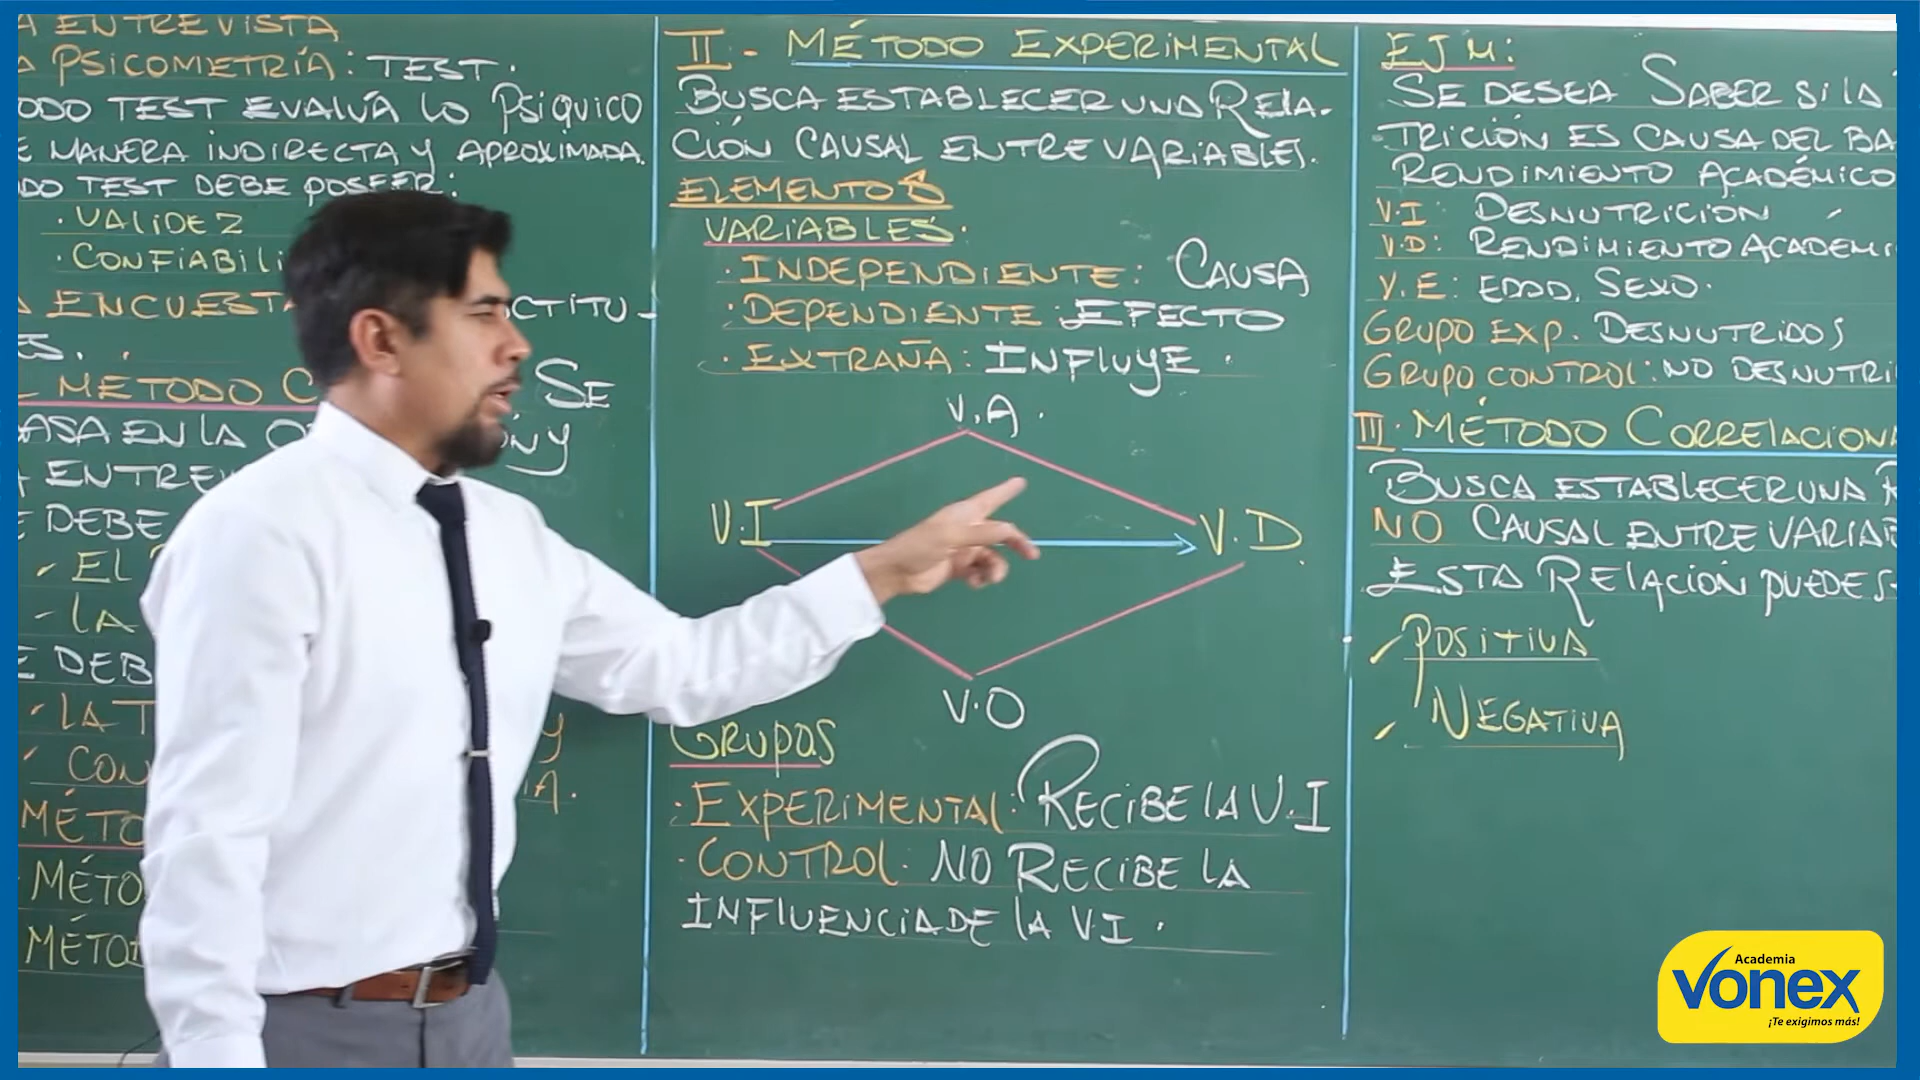 ENTREVISTA
PSICOMETRÍA: TEST.
TEST EVALUA LO PSIQUICO
MANERA INDIRECTA Y APROXIMADA.
TEST DEBE POSEER:
· VALIDEZ
· CONFIABILI
ENCUESTA
CTITU-
MÉTODO C
SE
EN LA
Y
DEBE
- EL
- LA
· LA T
Y
· CON
MÉTO
MÉTO
MÉTO
II - MÉTODO EXPERIMENTAL
BUSCA ESTABLECER UNA RELA-
CIÓN CAUSAL ENTRE VARIABLES.
ELEMENTOS
VARIABLES.
· INDEPENDIENTE: CAUSA
· DEPENDIENTE: EFECTO
· EXTRAÑA: INFLUYE.
V.A.
V.I
V.D.
V.O
GRUPOS
· EXPERIMENTAL: RECIBE LA V.I
· CONTROL. NO RECIBE LA
INFLUENCIA DE LA V.I.
EJM:
SE DESEA SABER SI LA
TRICIÓN ES CAUSA DEL BA
RENDIMIENTO ACADÉMICO
V.I: DESNUTRICIÓN
V.D: RENDIMIENTO ACADEMI
V.E: EDAD, SEXO.
GRUPO EXP. DESNUTRIDOS
GRUPO CONTROL: NO DESNUTRI
III. MÉTODO CORRELACIONA
BUSCA ESTABLECER UNA R
NO CAUSAL ENTRE VARIAB
ESTA RELACIÓN PUEDE S
POSITIVA
NEGATIVA
Academia
Vonex
¡Te exigimos más!